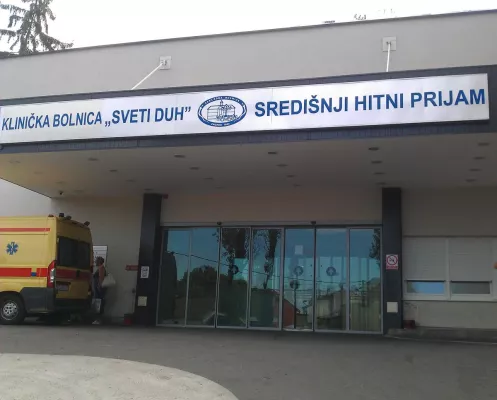 KLINIČKA BOLNICA „SVETI DUH” SREDIŠNJI HITNI PRIJAM